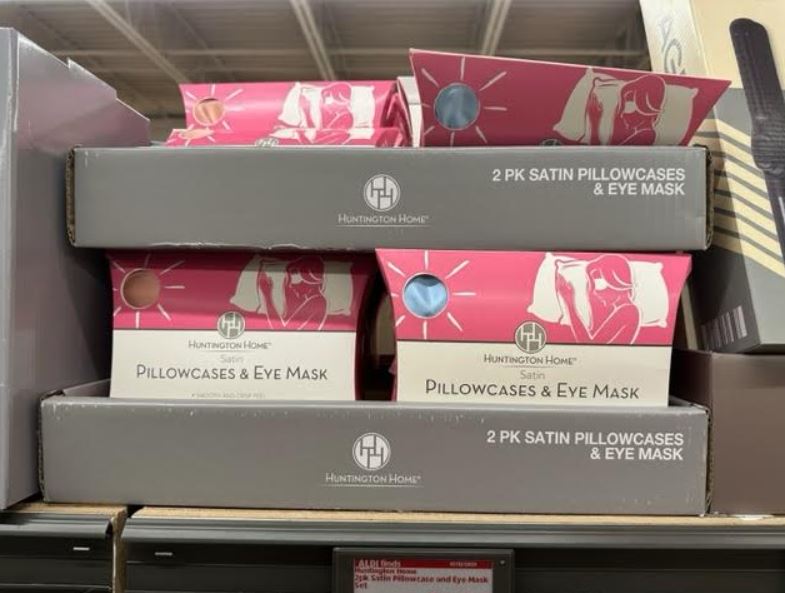 2 PK SATIN PILLOWCASES
& EYE MASK
HUNTINGTON HOME
HUNTINGTON HOME
Satin
PILLOWCASES & EYE MASK
HUNTINGTON HOME
Satin
PILLOWCASES & EYE MASK
2 PK SATIN PILLOWCASES
& EYE MASK
HUNTINGTON HOME
ALDI finds
Huntington Home
2pk Satin Pillowcase and Eye Mask
Set